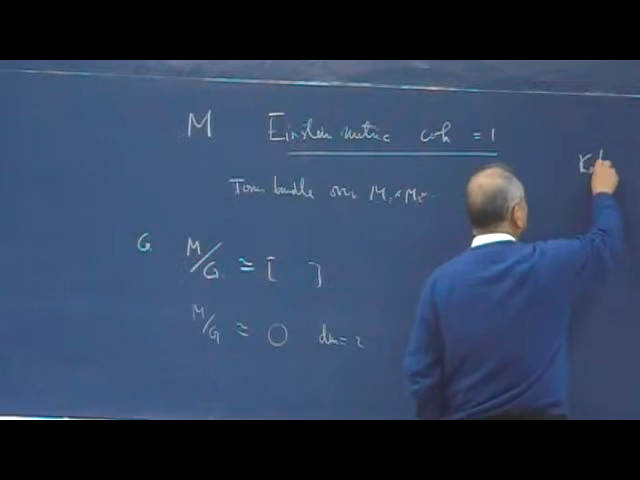 M Einstein metric coh = 1
Torus bundle over M₁ × M₂
G M/G ≅ [ ]
M/G ≅ ○ dim = 2